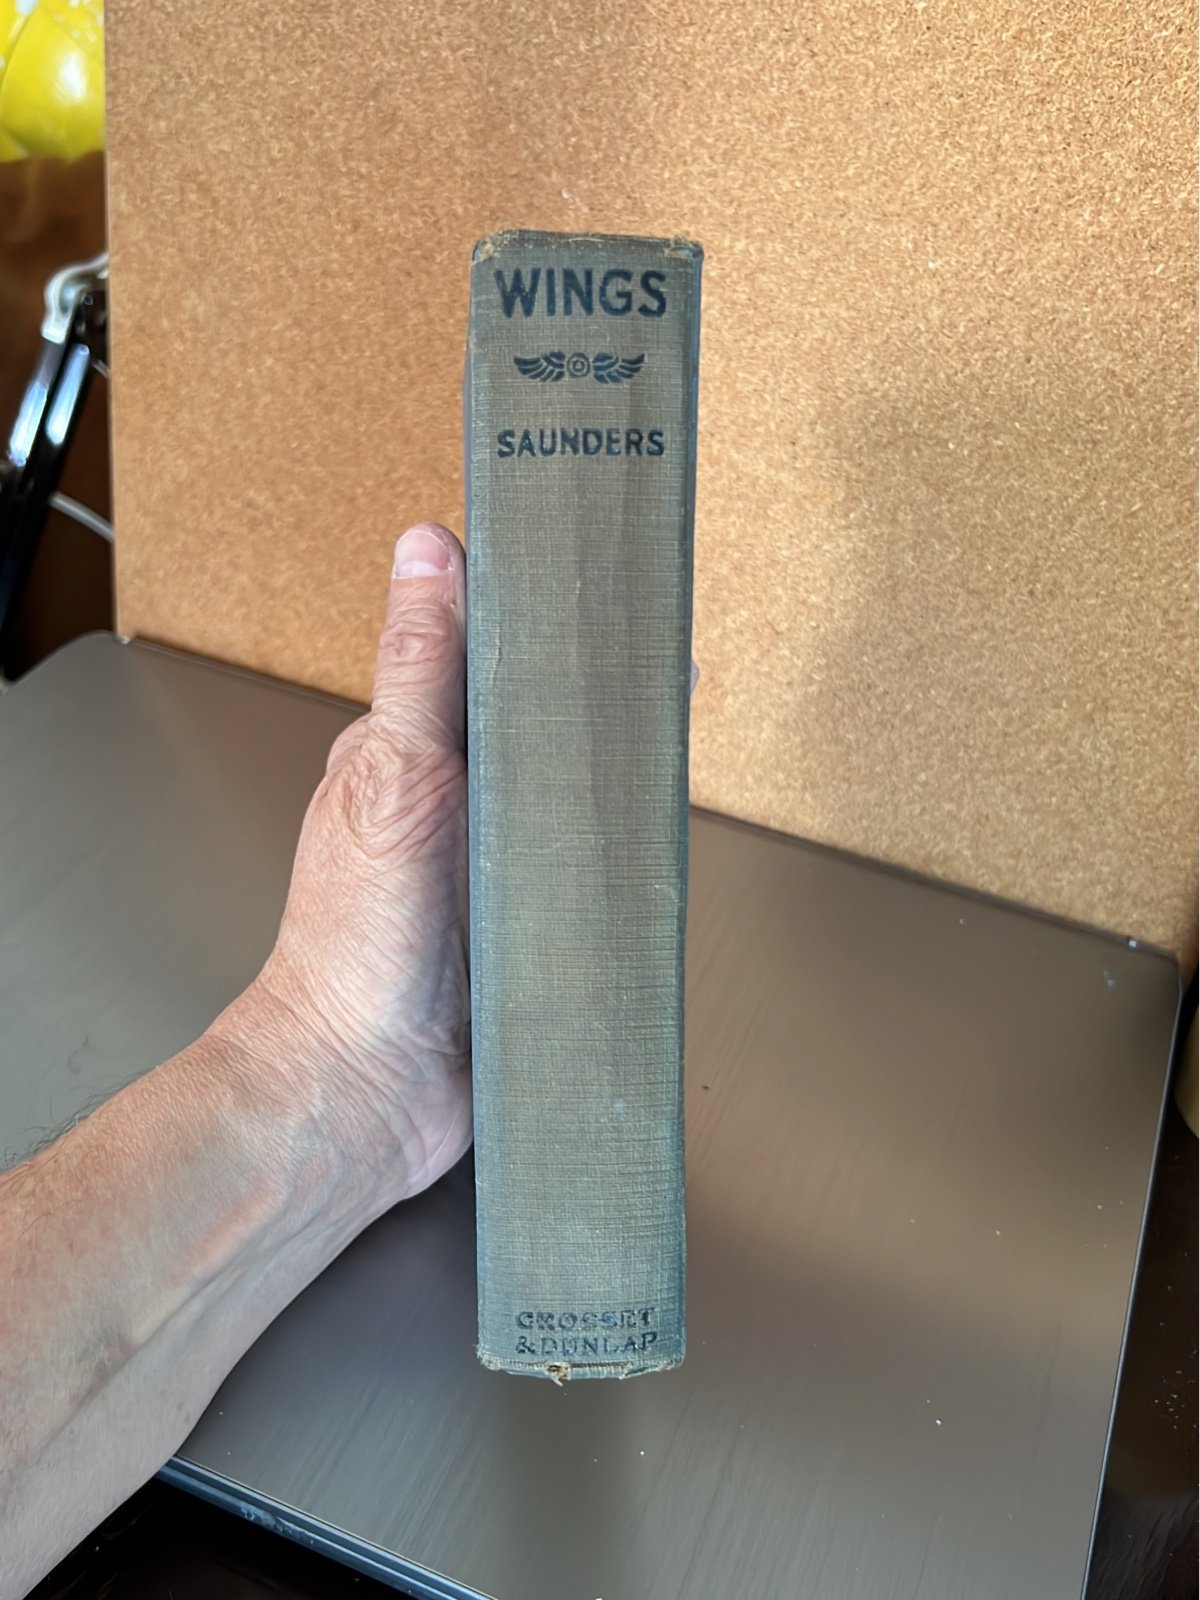 WINGS
SAUNDERS
GROSSET
& DUNLAP